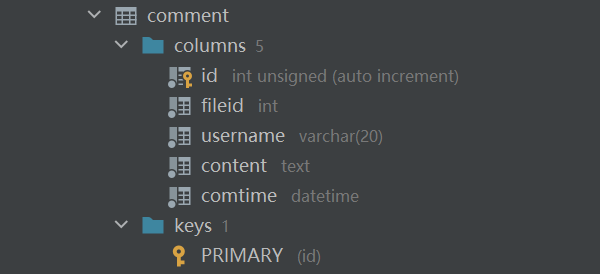 comment
columns 5
id int unsigned (auto increment)
fileid int
username varchar(20)
content text
comtime datetime
keys 1
PRIMARY (id)